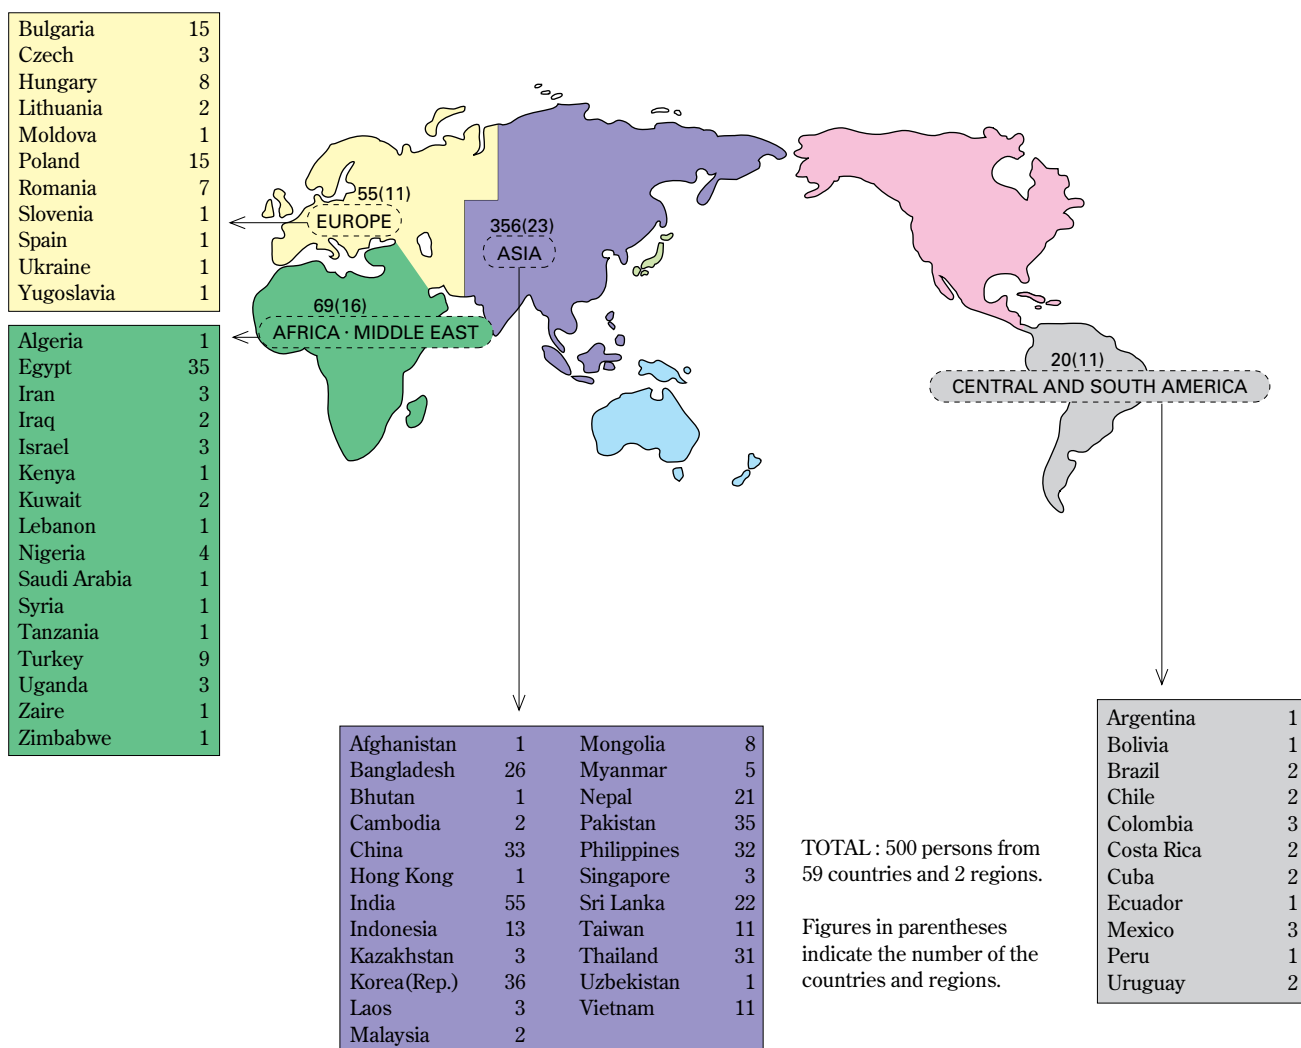 Bulgaria 15
Czech 3
Hungary 8
Lithuania 2
Moldova 1
Poland 15
Romania 7
Slovenia 1
Spain 1
Ukraine 1
Yugoslavia 1
55(11)
EUROPE
356(23)
ASIA
69(16)
AFRICA · MIDDLE EAST
20(11)
CENTRAL AND SOUTH AMERICA
Algeria 1
Egypt 35
Iran 3
Iraq 2
Israel 3
Kenya 1
Kuwait 2
Lebanon 1
Nigeria 4
Saudi Arabia 1
Syria 1
Tanzania 1
Turkey 9
Uganda 3
Zaire 1
Zimbabwe 1
Afghanistan 1
Bangladesh 26
Bhutan 1
Cambodia 2
China 33
Hong Kong 1
India 55
Indonesia 13
Kazakhstan 3
Korea(Rep.) 36
Laos 3
Malaysia 2
Mongolia 8
Myanmar 5
Nepal 21
Pakistan 35
Philippines 32
Singapore 3
Sri Lanka 22
Taiwan 11
Thailand 31
Uzbekistan 1
Vietnam 11
TOTAL : 500 persons from
59 countries and 2 regions.
Figures in parentheses
indicate the number of the
countries and regions.
Argentina 1
Bolivia 1
Brazil 2
Chile 2
Colombia 3
Costa Rica 2
Cuba 2
Ecuador 1
Mexico 3
Peru 1
Uruguay 2